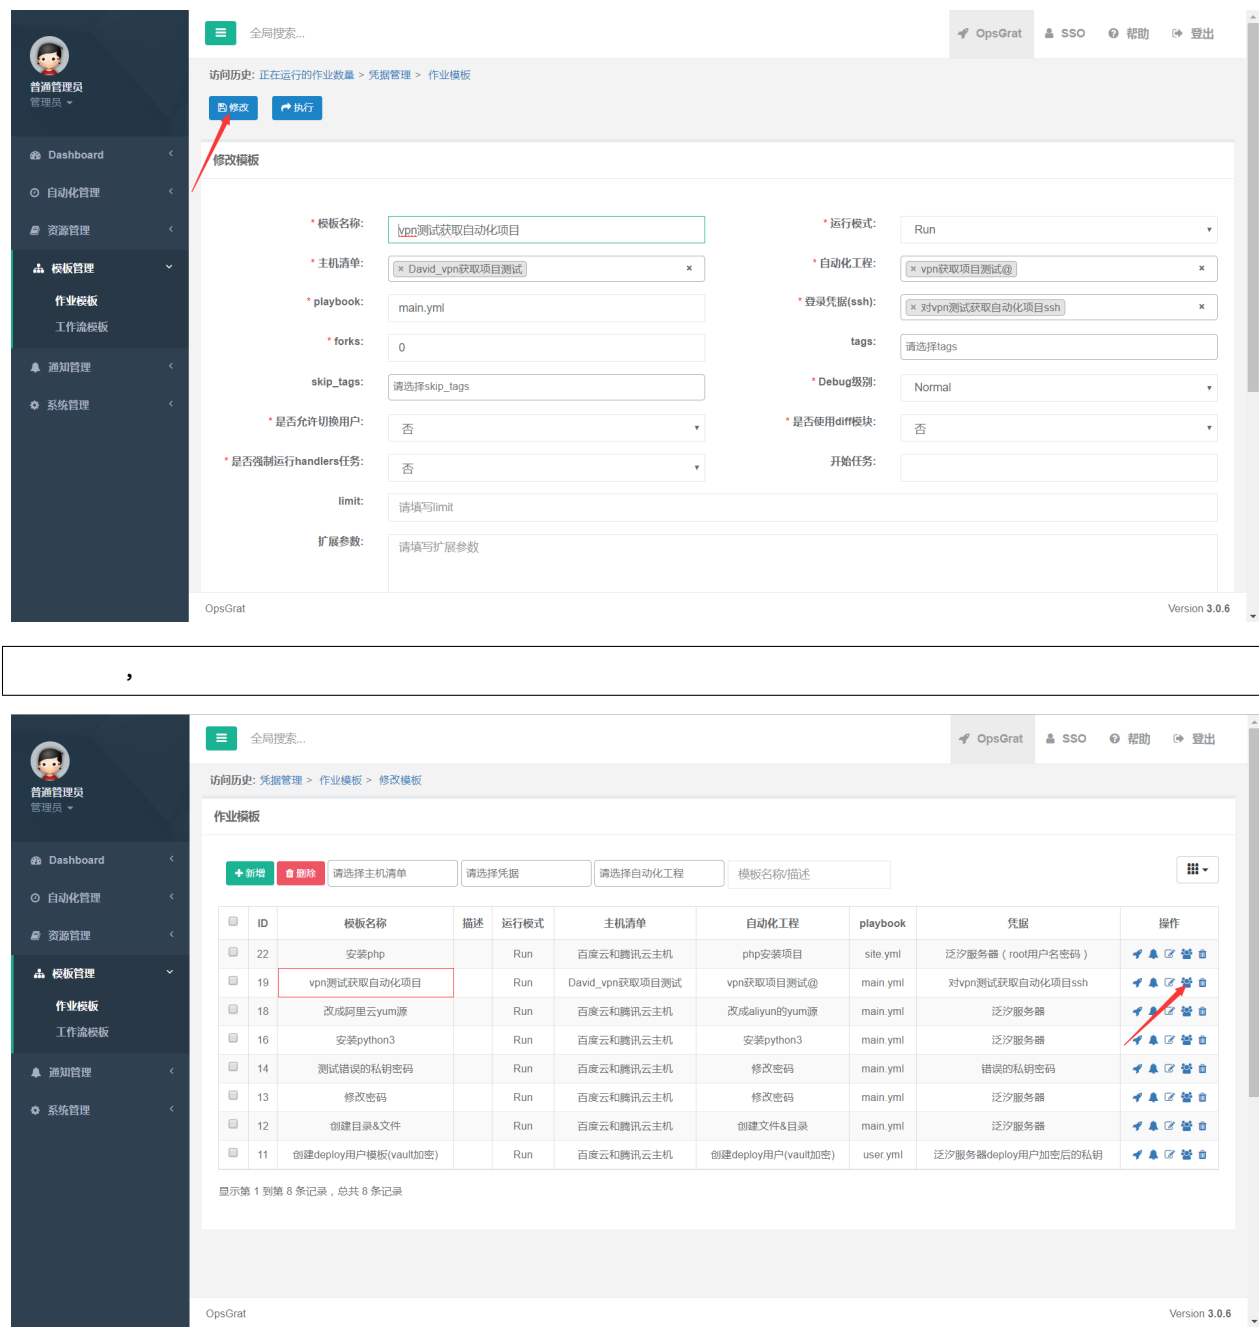 全局搜索...
OpsGrat SSO 帮助 登出
普通管理员
管理员
访问历史: 正在运行的作业数量 > 凭据管理 > 作业模板
修改 执行
Dashboard
自动化管理
资源管理
模板管理
作业模板
工作流模板
通知管理
系统管理
修改模板
* 模板名称: vpn测试获取自动化项目 * 运行模式: Run
* 主机清单: × David_vpn获取项目测试 × * 自动化工程: × vpn获取项目测试@ ×
* playbook: main.yml * 登录凭据(ssh): × 对vpn测试获取自动化项目ssh ×
* forks: 0 tags: 请选择tags
skip_tags: 请选择skip_tags * Debug级别: Normal
* 是否允许切换用户: 否 * 是否使用diff模块: 否
* 是否强制运行handlers任务: 否 开始任务:
limit: 请填写limit
扩展参数: 请填写扩展参数
OpsGrat Version 3.0.6
,
全局搜索...
OpsGrat SSO 帮助 登出
普通管理员
管理员
访问历史: 凭据管理 > 作业模板 > 修改模板
Dashboard
自动化管理
资源管理
模板管理
作业模板
工作流模板
通知管理
系统管理
作业模板
新增 删除 请选择主机清单 请选择凭据 请选择自动化工程 模板名称/描述
ID 模板名称 描述 运行模式 主机清单 自动化工程 playbook 凭据 操作
22 安装php Run 百度云和腾讯云主机 php安装项目 site.yml 泛汐服务器（root用户名密码）
19 vpn测试获取自动化项目 Run David_vpn获取项目测试 vpn获取项目测试@ main.yml 对vpn测试获取自动化项目ssh
18 改成阿里云yum源 Run 百度云和腾讯云主机 改成aliyun的yum源 main.yml 泛汐服务器
16 安装python3 Run 百度云和腾讯云主机 安装python3 main.yml 泛汐服务器
14 测试错误的私钥密码 Run 百度云和腾讯云主机 修改密码 main.yml 错误的私钥密码
13 修改密码 Run 百度云和腾讯云主机 修改密码 main.yml 泛汐服务器
12 创建目录&文件 Run 百度云和腾讯云主机 创建文件&目录 main.yml 泛汐服务器
11 创建deploy用户模板(vault加密) Run 百度云和腾讯云主机 创建deploy用户(vault加密) user.yml 泛汐服务器deploy用户加密后的私钥
显示第 1 到第 8 条记录，总共 8 条记录
OpsGrat Version 3.0.6